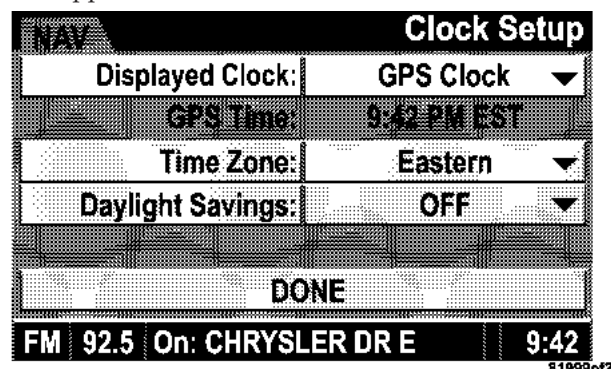 NAV
Clock Setup
Displayed Clock: GPS Clock
GPS Time: 9:42 PM EST
Time Zone: Eastern
Daylight Savings: OFF
DONE
FM 92.5 On: CHRYSLER DR E 9:42